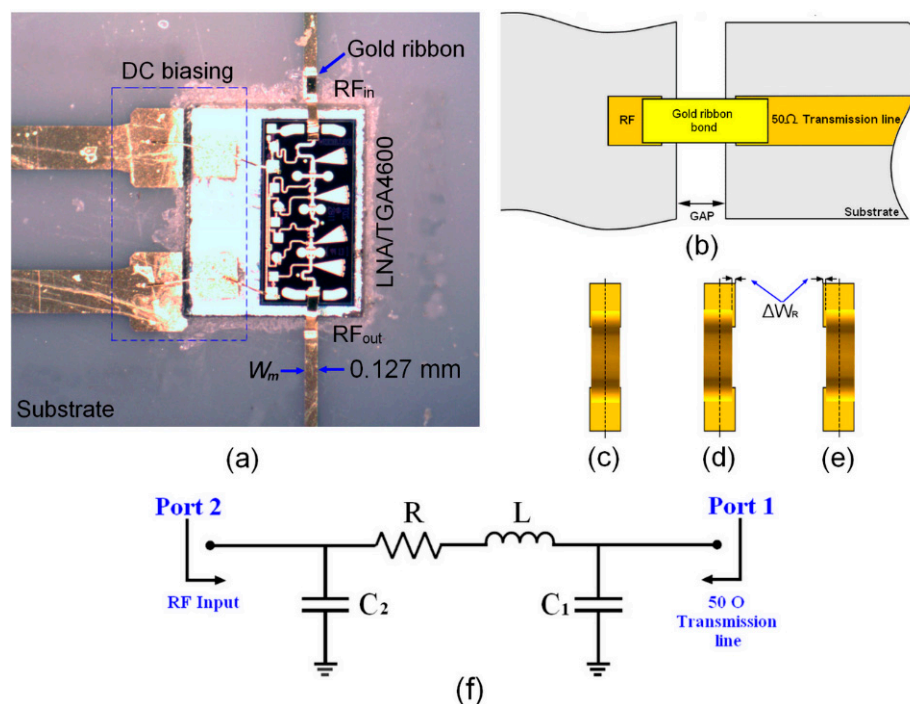 DC biasing
Gold ribbon
RFin
LNA/TGA4600
RFout
Wm
0.127 mm
Substrate
(a)
RF
Gold ribbon
bond
50Ω Transmission line
GAP
Substrate
(b)
ΔWR
(c)
(d)
(e)
Port 2
R
L
Port 1
RF Input
C2
C1
50 O
Transmission
line
(f)